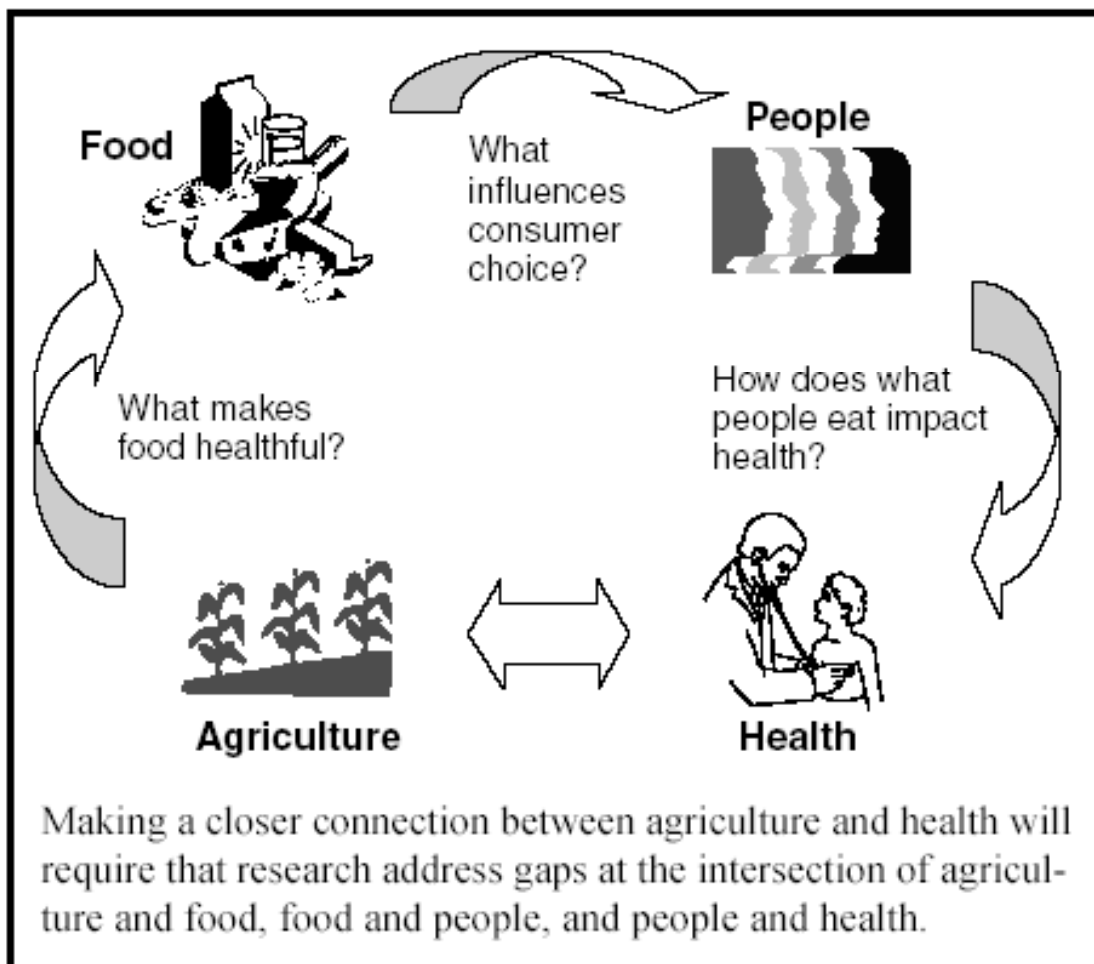 Food
What
influences
consumer
choice?
People
What makes
food healthful?
How does what
people eat impact
health?
Agriculture
Health
Making a closer connection between agriculture and health will
require that research address gaps at the intersection of agricul-
ture and food, food and people, and people and health.